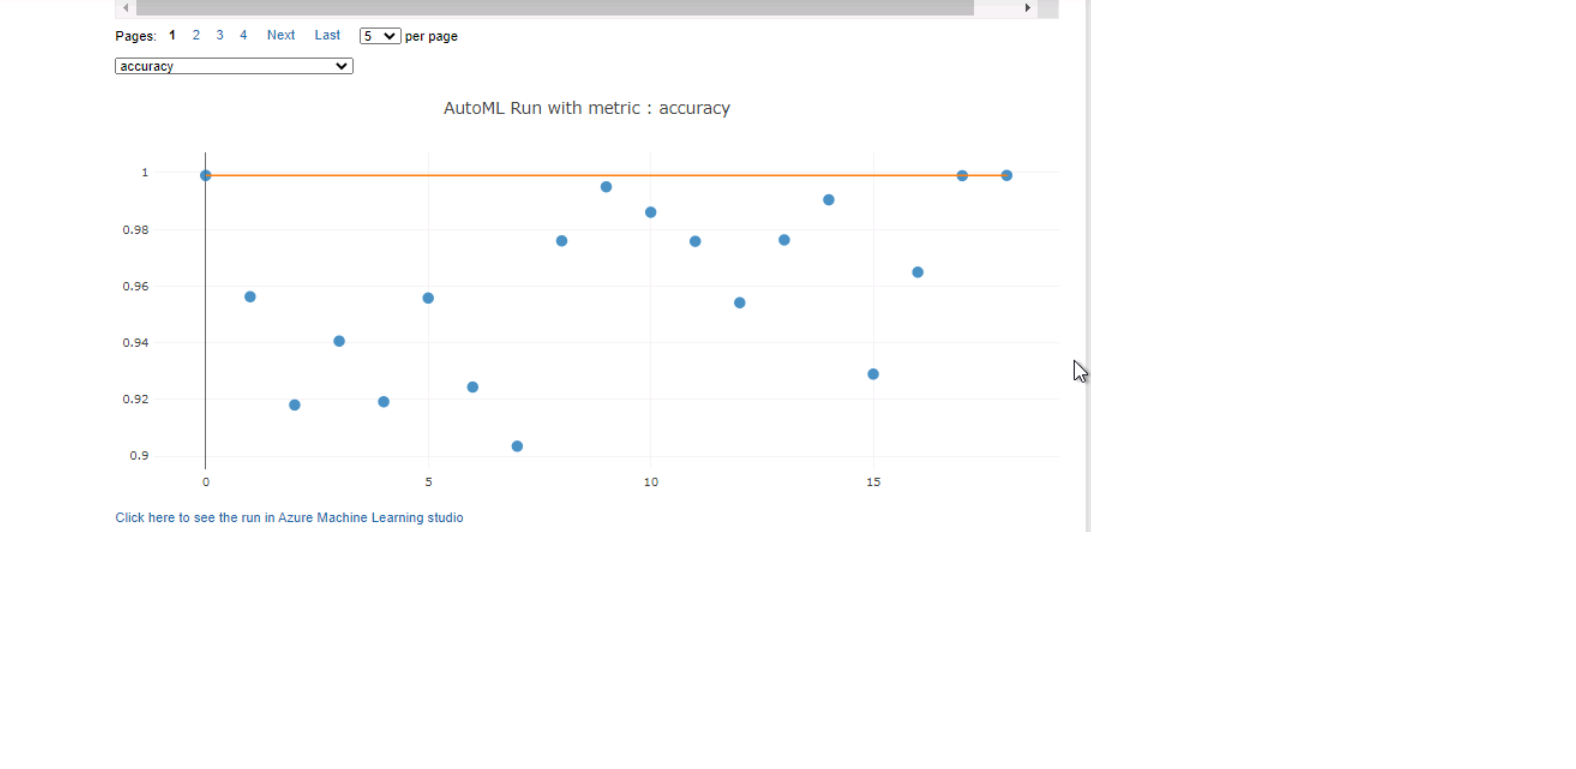 Pages: 1 2 3 4 Next Last 5 per page
accuracy
AutoML Run with metric : accuracy
1
0.98
0.96
0.94
0.92
0.9
0 5 10 15
Click here to see the run in Azure Machine Learning studio